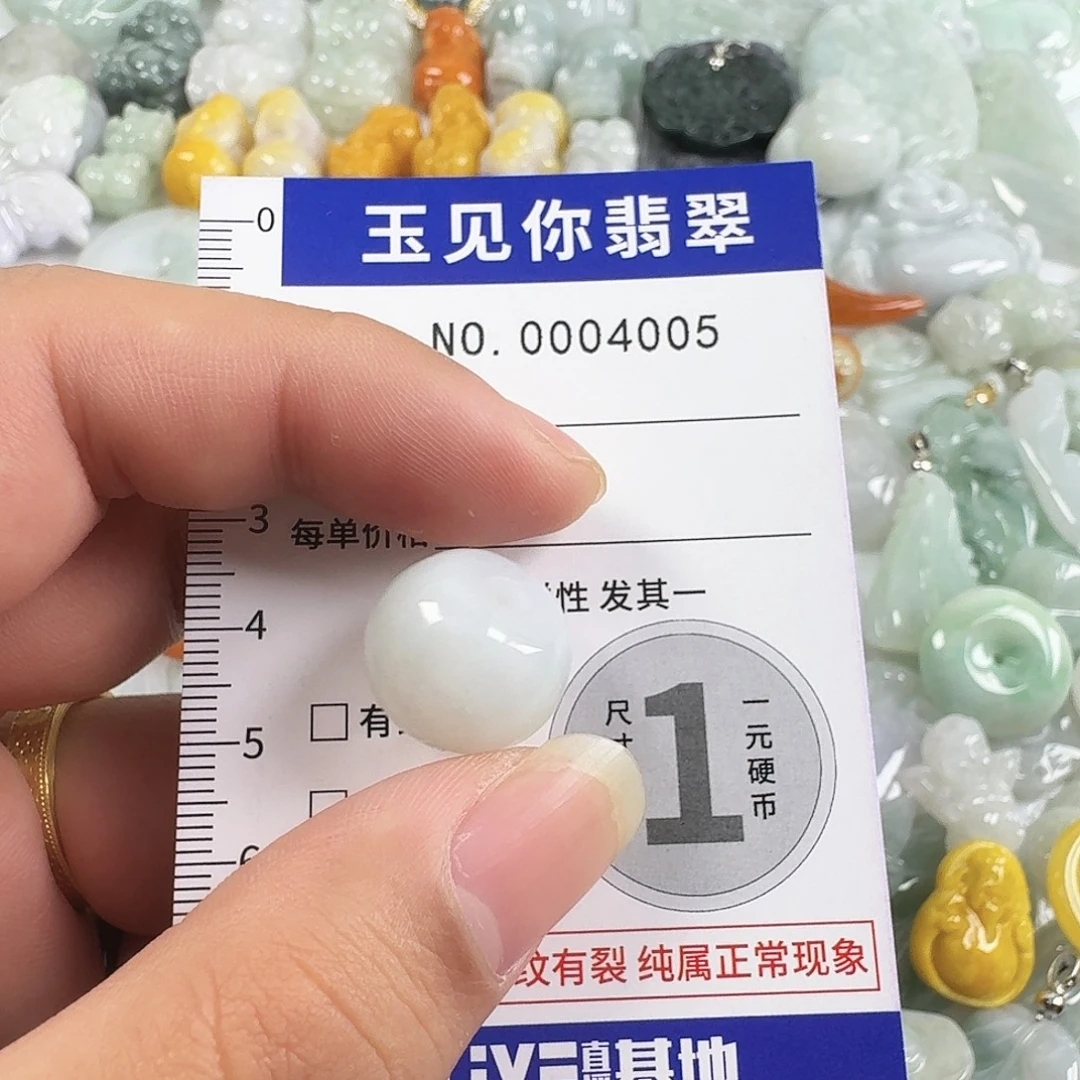 0
玉见你翡翠
NO. 0004005
3
每单价格
性 发其一
4
尺
1
一元硬币
有
5
6
纹有裂 纯属正常现象
基地